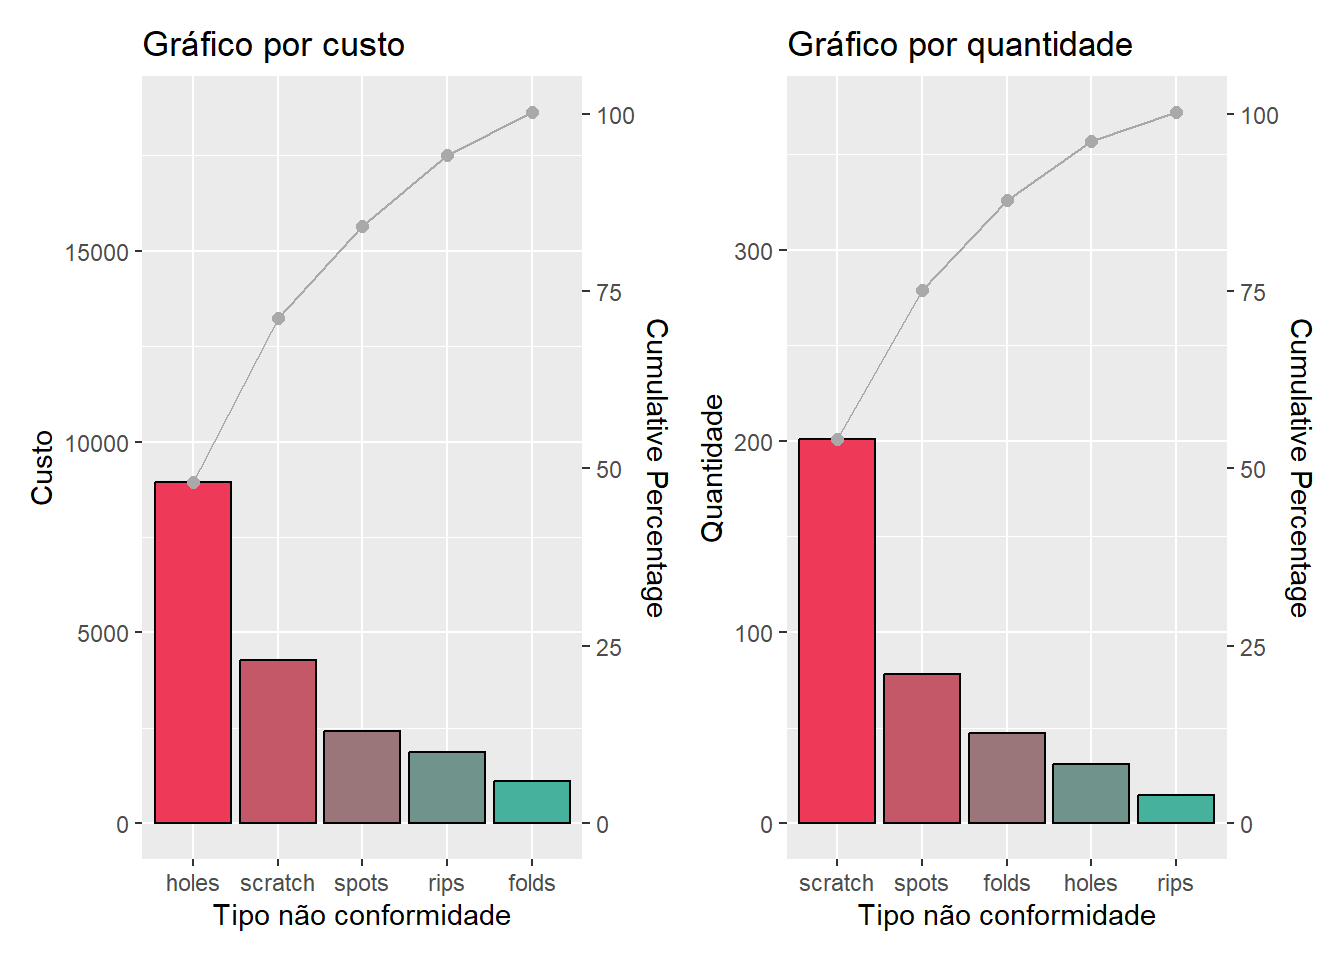 Gráfico por custo
Custo
15000
10000
5000
0
100
75
50
25
0
Cumulative Percentage
holes scratch spots rips folds
Tipo não conformidade
Gráfico por quantidade
Quantidade
300
200
100
0
100
75
50
25
0
Cumulative Percentage
scratch spots folds holes rips
Tipo não conformidade